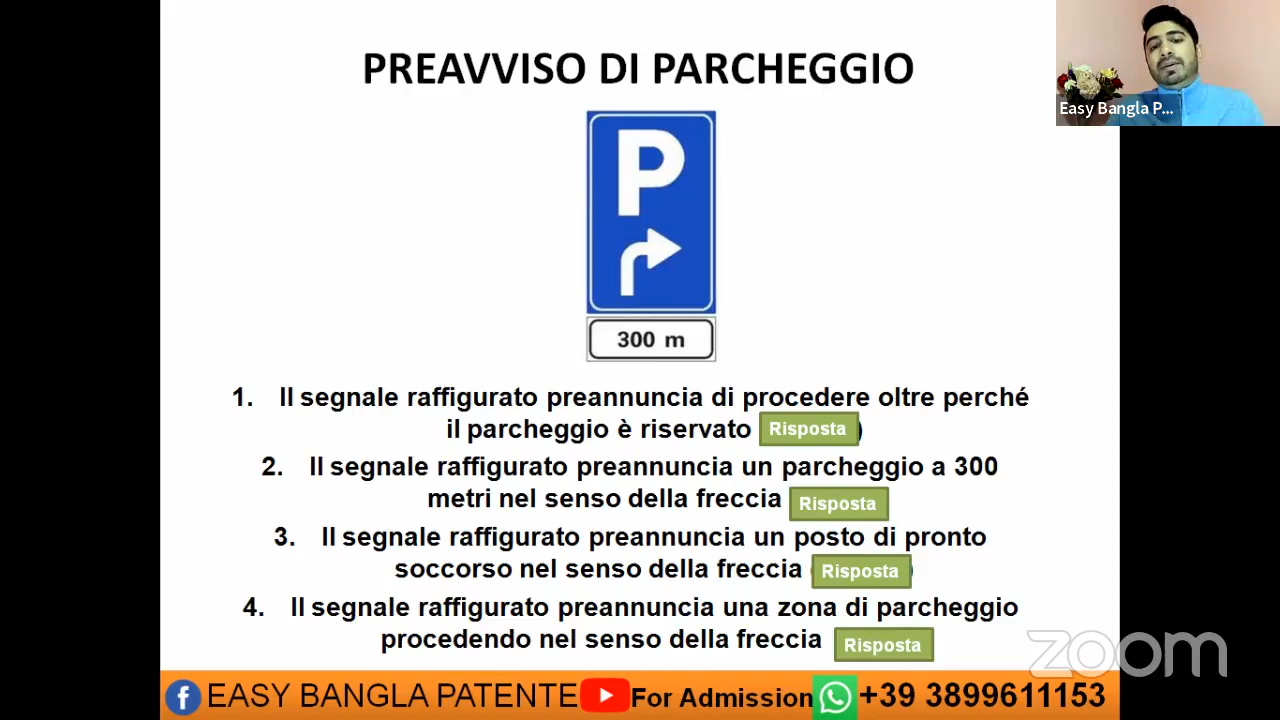 PREAVVISO DI PARCHEGGIO
Easy Bangla P...
P
300 m
1. Il segnale raffigurato preannuncia di procedere oltre perché
il parcheggio è riservato Risposta )
2. Il segnale raffigurato preannuncia un parcheggio a 300
metri nel senso della freccia Risposta
3. Il segnale raffigurato preannuncia un posto di pronto
soccorso nel senso della freccia Risposta
4. Il segnale raffigurato preannuncia una zona di parcheggio
procedendo nel senso della freccia Risposta
zoom
EASY BANGLA PATENTE For Admission +39 3899611153